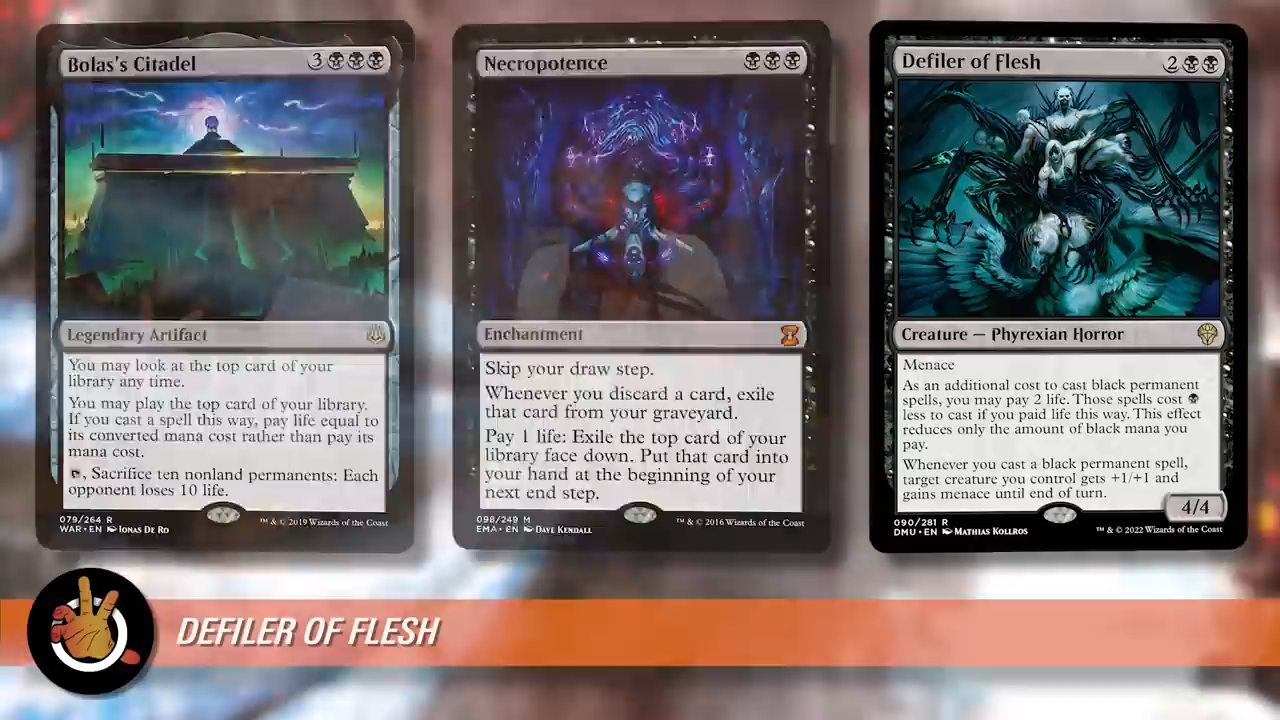 Bolas's Citadel
3
Legendary Artifact
You may look at the top card of your
library any time.
You may play the top card of your library.
If you cast a spell this way, pay life equal to
its converted mana cost rather than pay its
mana cost.
, Sacrifice ten nonland permanents: Each
opponent loses 10 life.
079/264 R
WAR • EN Jonas De Ro
™ & © 2019 Wizards of the Coast
Necropotence
Enchantment
Skip your draw step.
Whenever you discard a card, exile
that card from your graveyard.
Pay 1 life: Exile the top card of your
library face down. Put that card into
your hand at the beginning of your
next end step.
098/249 M
EMA • EN Dave Kendall
™ & © 2016 Wizards of the Coast
Defiler of Flesh
2
Creature — Phyrexian Horror
Menace
As an additional cost to cast black permanent
spells, you may pay 2 life. Those spells cost
less to cast if you paid life this way. This effect
reduces only the amount of black mana you
pay.
Whenever you cast a black permanent spell,
target creature you control gets +1/+1 and
gains menace until end of turn.
4/4
090/281 R
DMU • EN Mathias Kollros
™ & © 2022 Wizards of the Coast
DEFILER OF FLESH